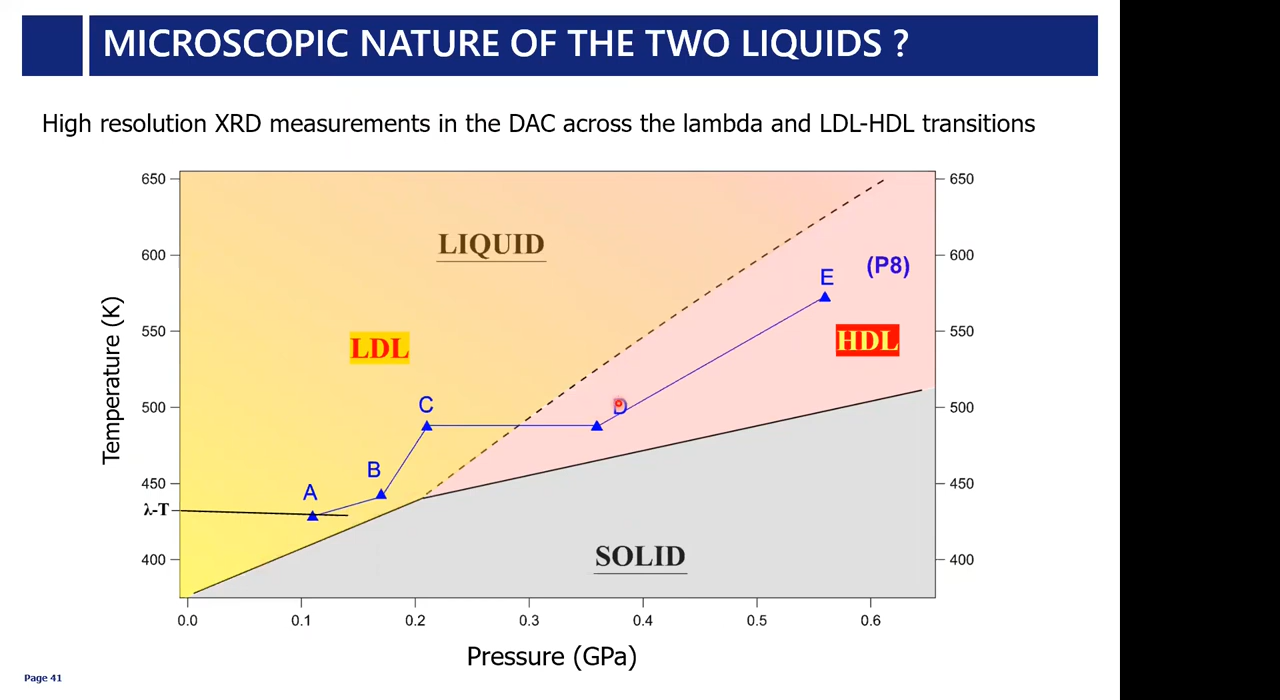 MICROSCOPIC NATURE OF THE TWO LIQUIDS ?
High resolution XRD measurements in the DAC across the lambda and LDL-HDL transitions
650
650
LIQUID
600
600
E
(P8)
Temperature (K)
550
550
LDL
HDL
500
500
C
D
450
450
B
A
λ-T
400
400
SOLID
0.0
0.1
0.2
0.3
0.4
0.5
0.6
Pressure (GPa)
Page 41